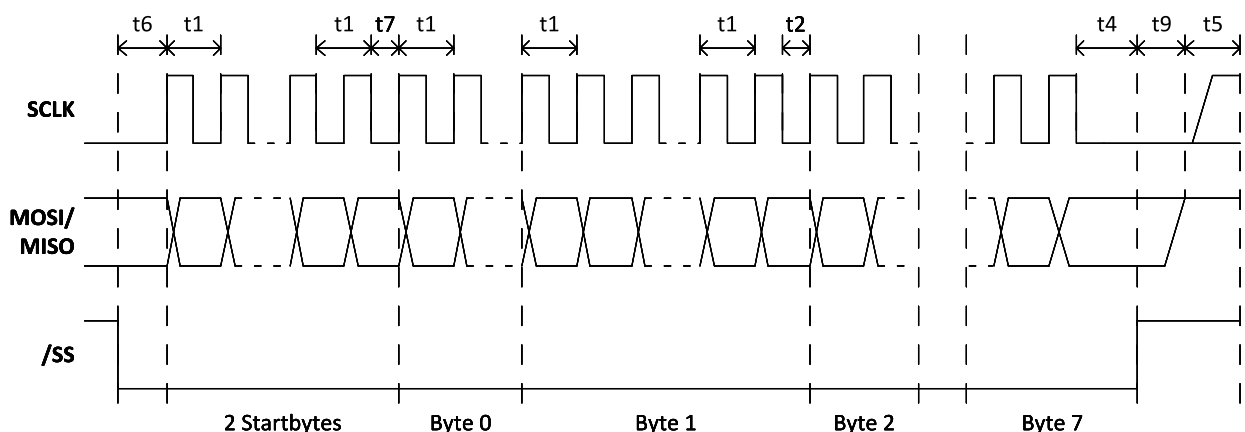 t6 t1 t1 t7 t1 t1 t1 t2 t4 t9 t5
SCLK
MOSI/
MISO
/SS
2 Startbytes Byte 0 Byte 1 Byte 2 Byte 7